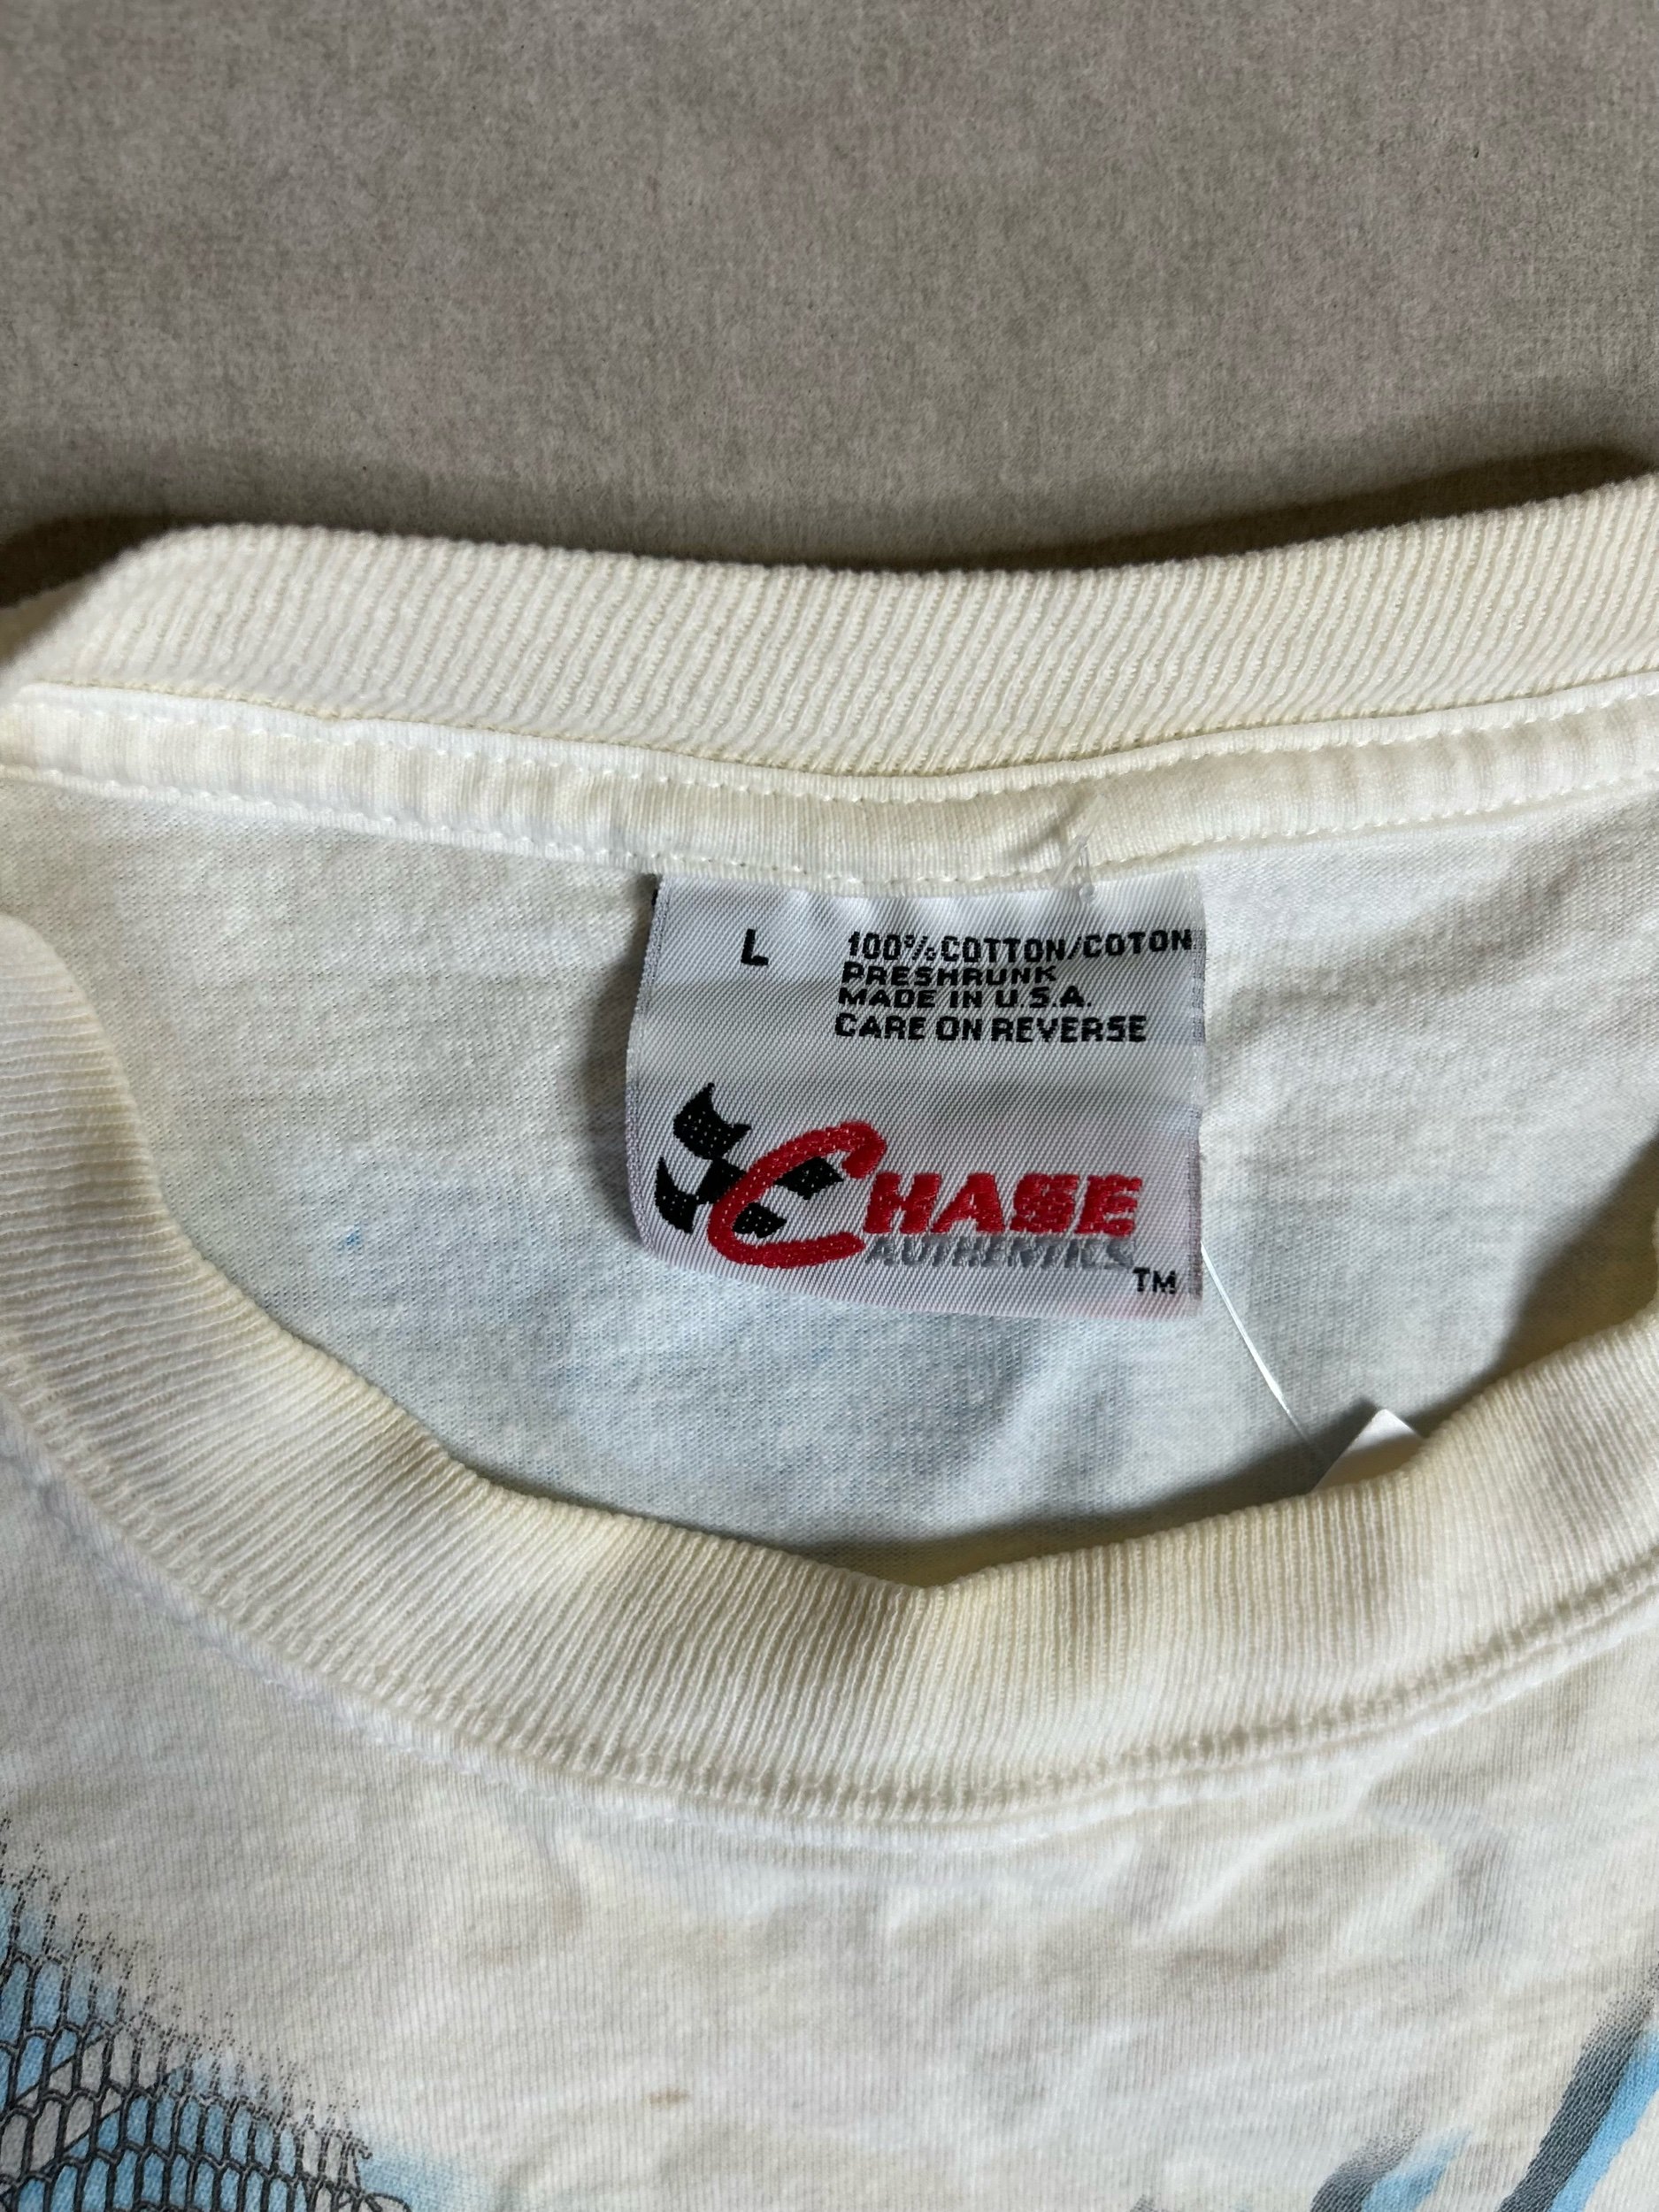 L 100% COTTON/COTON
PRESHRUNK
MADE IN U.S.A.
CARE ON REVERSE
CHASE
AUTHENTICS
TM